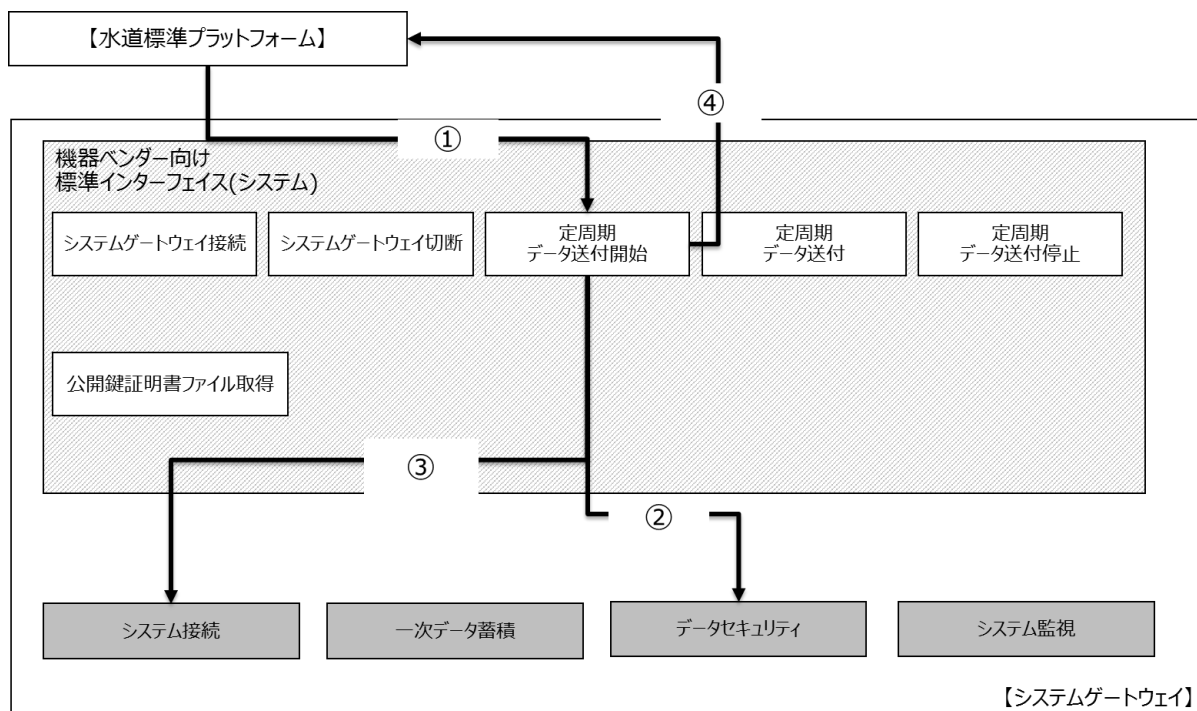 【水道標準プラットフォーム】
④
①
機器ベンダー向け
標準インターフェイス(システム)
システムゲートウェイ接続
システムゲートウェイ切断
定周期
データ送付開始
定周期
データ送付
定周期
データ送付停止
公開鍵証明書ファイル取得
③
②
システム接続
一次データ蓄積
データセキュリティ
システム監視
【システムゲートウェイ】